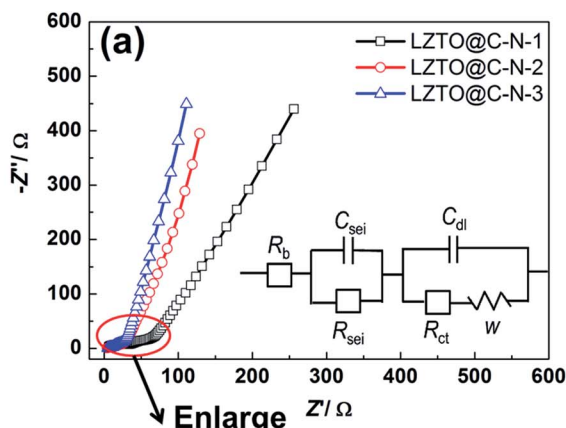 (a)
LZTO@C-N-1
LZTO@C-N-2
LZTO@C-N-3
-Z''/ Ω
600
500
400
300
200
100
0
C_sei
C_dl
R_b
R_sei
R_ct
w
0 100 200 300 400 500 600
Enlarge
Z'/ Ω